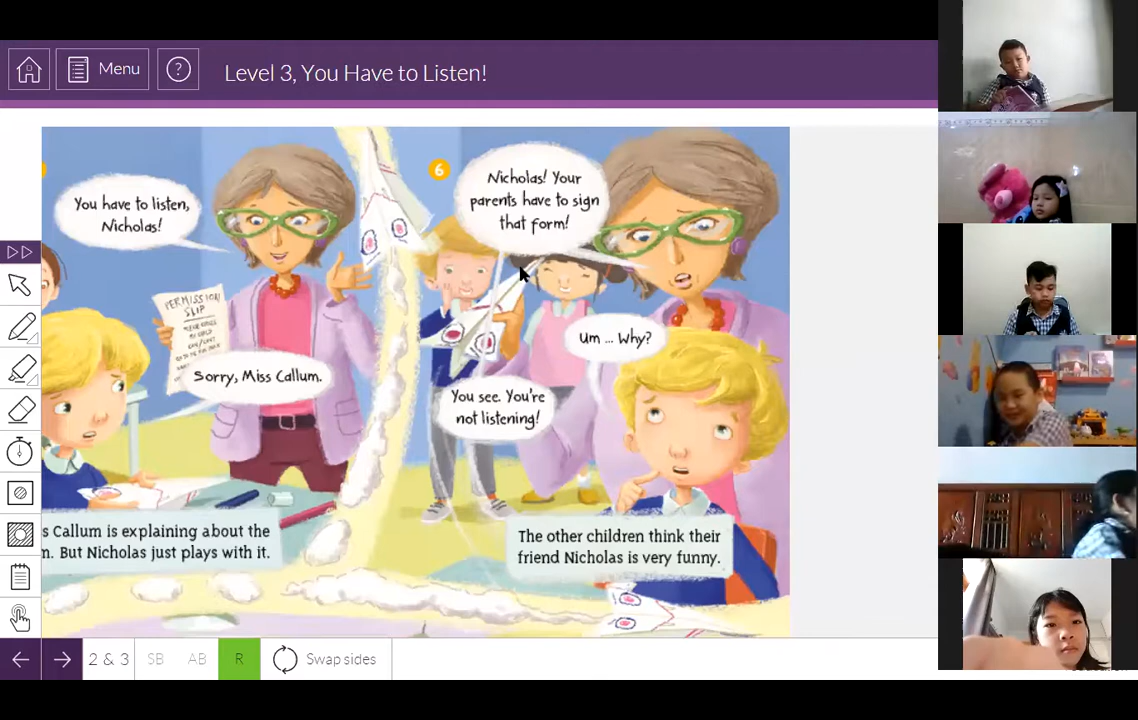 Menu
?
Level 3, You Have to Listen!
You have to listen,
Nicholas!
PERMISSION
SLIP
Sorry, Miss Callum.
s Callum is explaining about the
m. But Nicholas just plays with it.
6
Nicholas! Your
parents have to sign
that form!
Um ... Why?
You see. You're
not listening!
The other children think their
friend Nicholas is very funny.
2 & 3
SB
AB
R
Swap sides